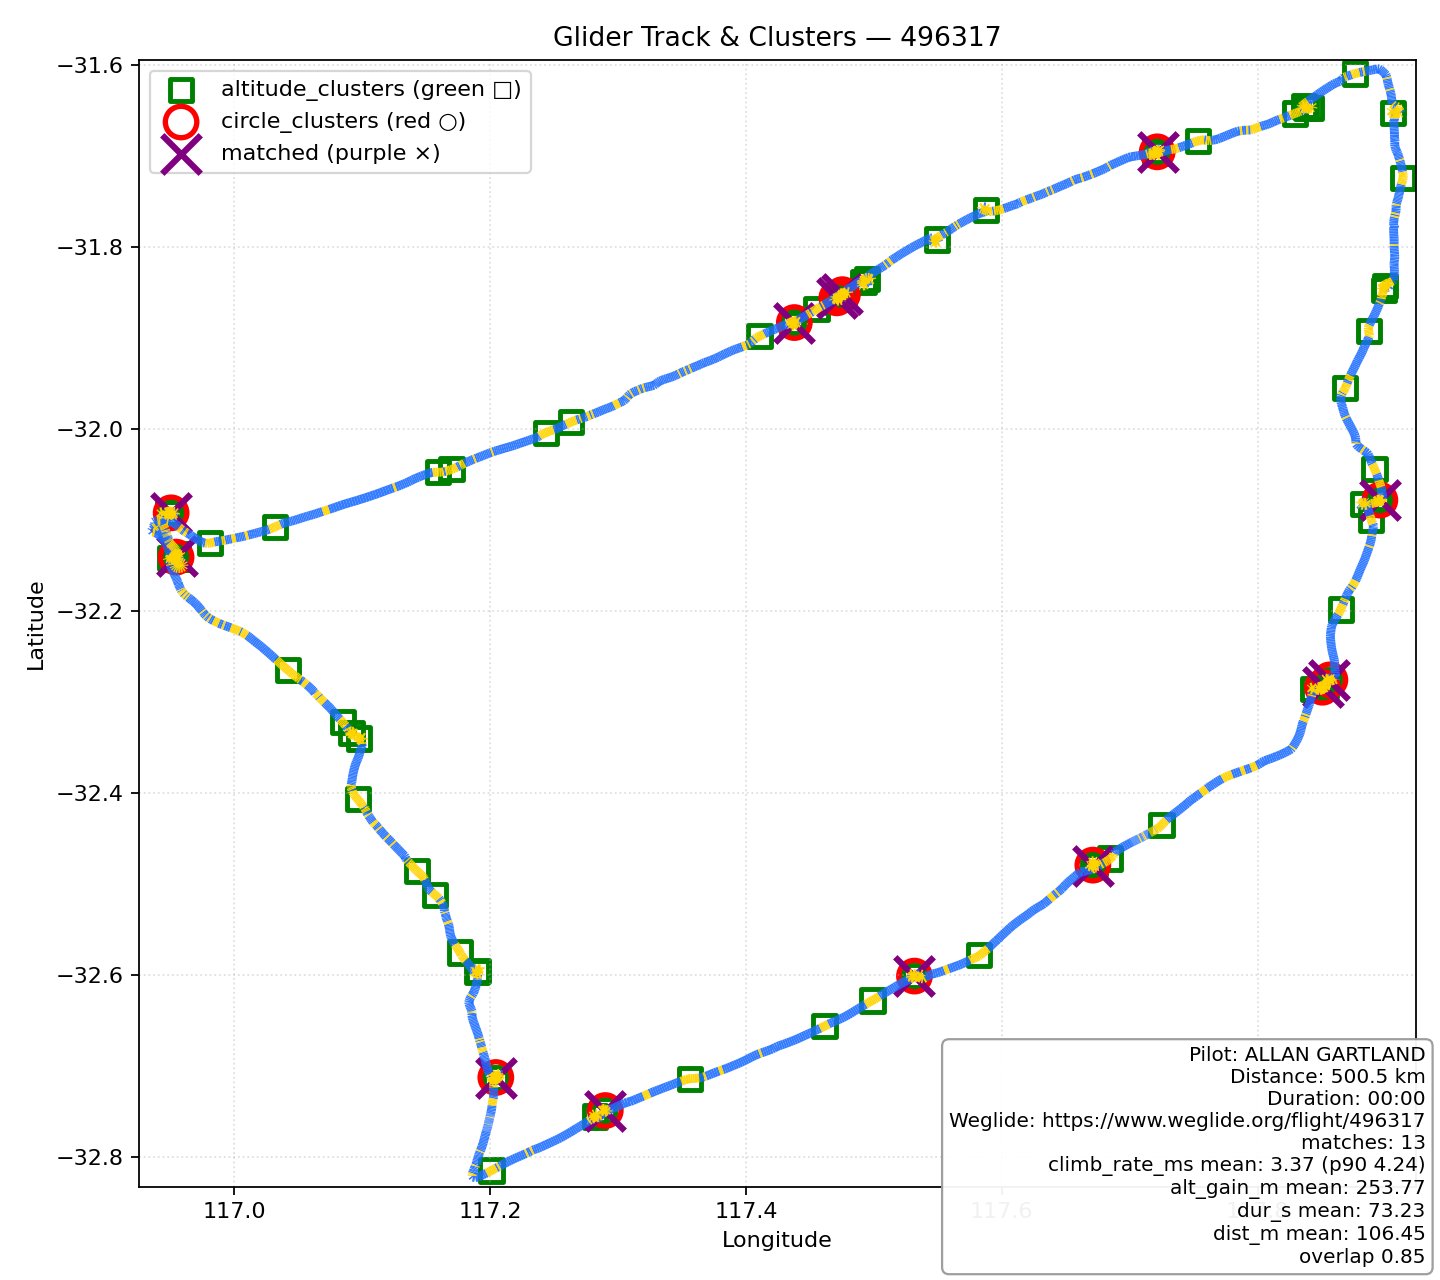 Glider Track & Clusters — 496317
altitude_clusters (green □)
circle_clusters (red ○)
matched (purple ×)
−31.6
−31.8
−32.0
−32.2
−32.4
−32.6
−32.8
Latitude
117.0
117.2
117.4
117.6
Longitude
Pilot: ALLAN GARTLAND
Distance: 500.5 km
Duration: 00:00
Weglide: https://www.weglide.org/flight/496317
matches: 13
climb_rate_ms mean: 3.37 (p90 4.24)
alt_gain_m mean: 253.77
dur_s mean: 73.23
dist_m mean: 106.45
overlap 0.85